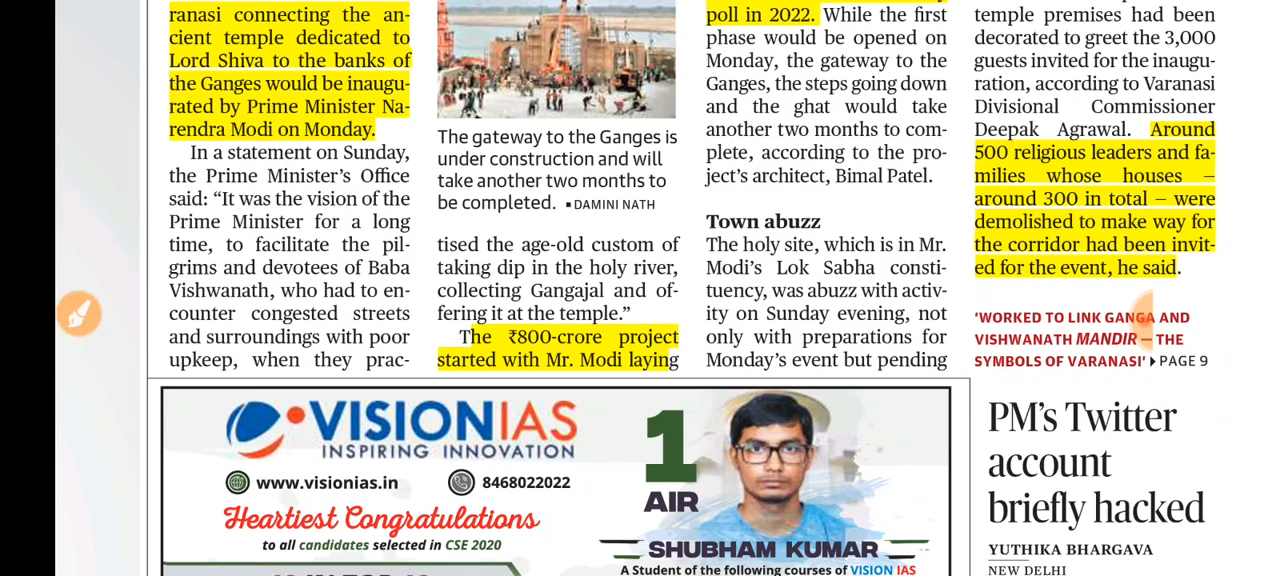 ranasi connecting the an-
cient temple dedicated to
Lord Shiva to the banks of
the Ganges would be inaugu-
rated by Prime Minister Na-
rendra Modi on Monday.
In a statement on Sunday,
the Prime Minister's Office
said: “It was the vision of the
Prime Minister for a long
time, to facilitate the pil-
grims and devotees of Baba
Vishwanath, who had to en-
counter congested streets
and surroundings with poor
upkeep, when they prac-
The gateway to the Ganges is
under construction and will
take another two months to
be completed. ▪ DAMINI NATH
tised the age-old custom of
taking dip in the holy river,
collecting Gangajal and of-
fering it at the temple.”
The ₹800-crore project
started with Mr. Modi laying
poll in 2022. While the first
phase would be opened on
Monday, the gateway to the
Ganges, the steps going down
and the ghat would take
another two months to com-
plete, according to the pro-
ject's architect, Bimal Patel.
Town abuzz
The holy site, which is in Mr.
Modi's Lok Sabha consti-
tuency, was abuzz with activ-
ity on Sunday evening, not
only with preparations for
Monday's event but pending
temple premises had been
decorated to greet the 3,000
guests invited for the inaugu-
ration, according to Varanasi
Divisional Commissioner
Deepak Agrawal. Around
500 religious leaders and fa-
milies whose houses —
around 300 in total — were
demolished to make way for
the corridor had been invit-
ed for the event, he said.
‘WORKED TO LINK GANGA AND
VISHWANATH MANDIR — THE
SYMBOLS OF VARANASI’ PAGE 9
VISIONIAS
INSPIRING INNOVATION
www.visionias.in 8468022022
Heartiest Congratulations
to all candidates selected in CSE 2020
1
AIR
SHUBHAM KUMAR
A Student of the following courses of VISION IAS
PM's Twitter
account
briefly hacked
YUTHIKA BHARGAVA
NEW DELHI